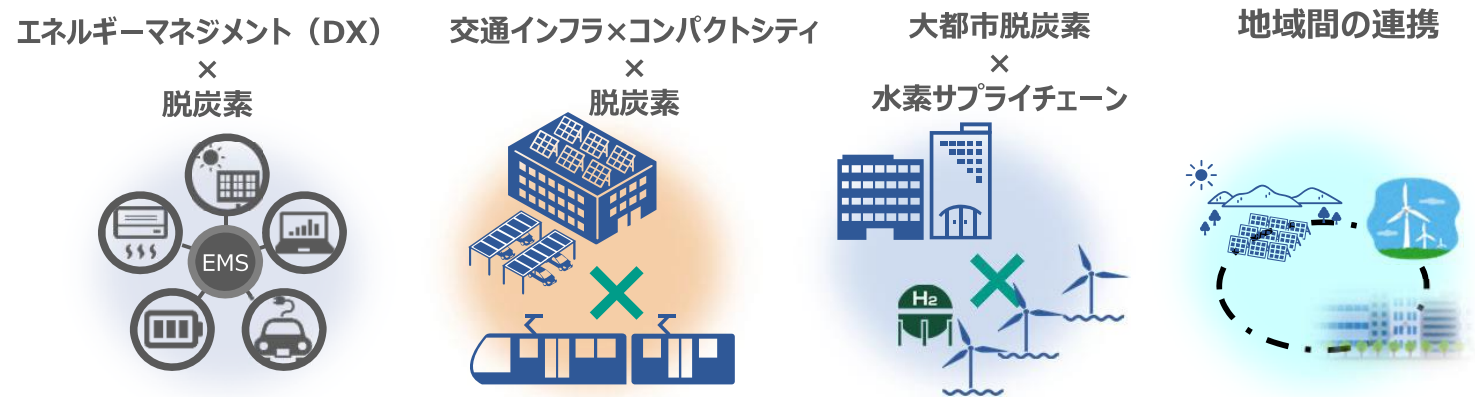 エネルギーマネジメント（DX）
×
脱炭素
EMS
交通インフラ×コンパクトシティ
×
脱炭素
大都市脱炭素
×
水素サプライチェーン
H2
地域間の連携